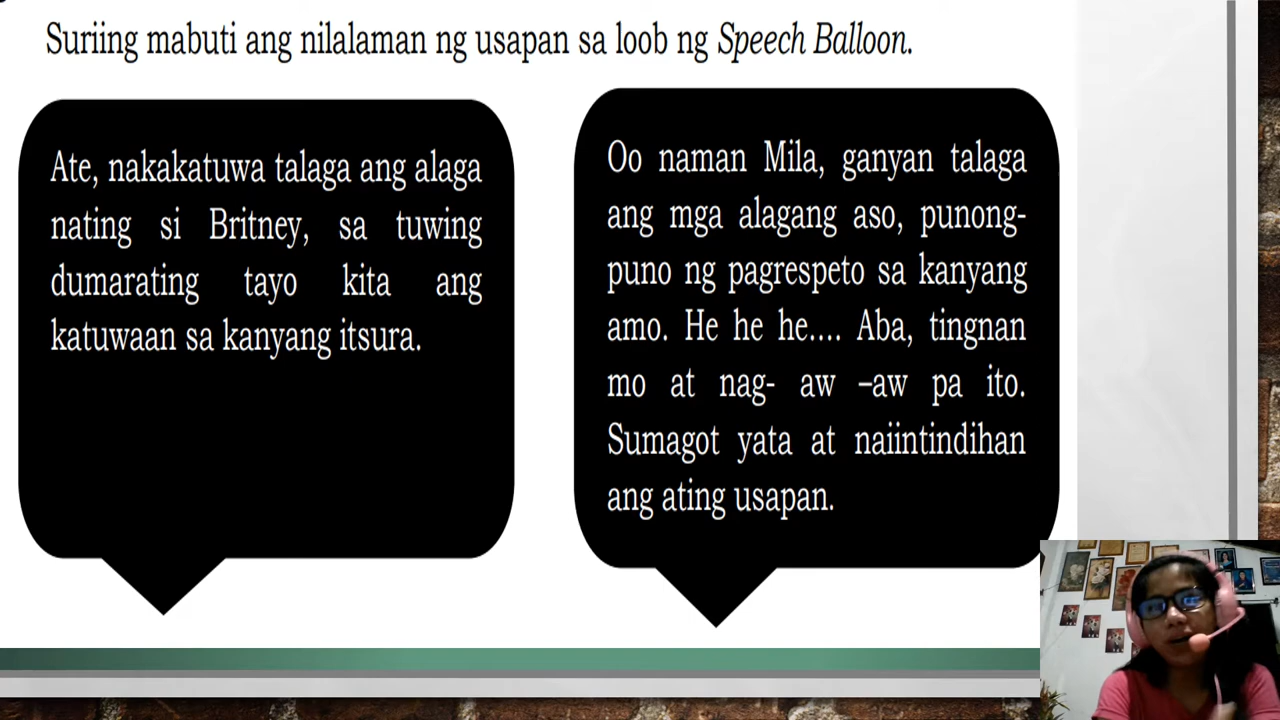 Suriing mabuti ang nilalaman ng usapan sa loob ng Speech Balloon.
Ate, nakakatuwa talaga ang alaga
nating si Britney, sa tuwing
dumarating tayo kita ang
katuwaan sa kanyang itsura.
Oo naman Mila, ganyan talaga
ang mga alagang aso, punong-
puno ng pagrespeto sa kanyang
amo. He he he.... Aba, tingnan
mo at nag- aw –aw pa ito.
Sumagot yata at naiintindihan
ang ating usapan.